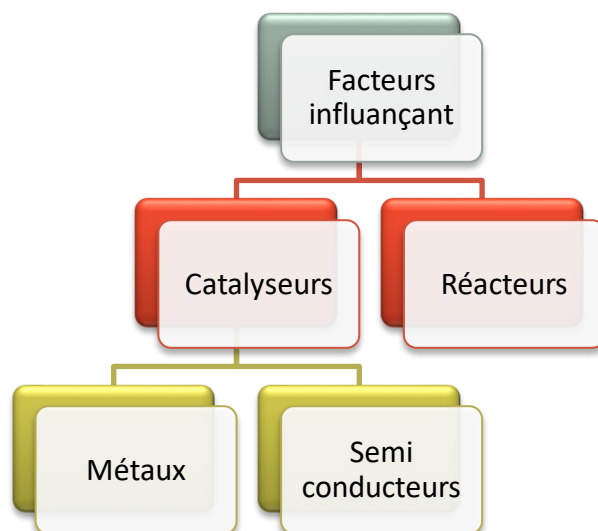 Facteurs
influançant
Catalyseurs
Réacteurs
Métaux
Semi
conducteurs